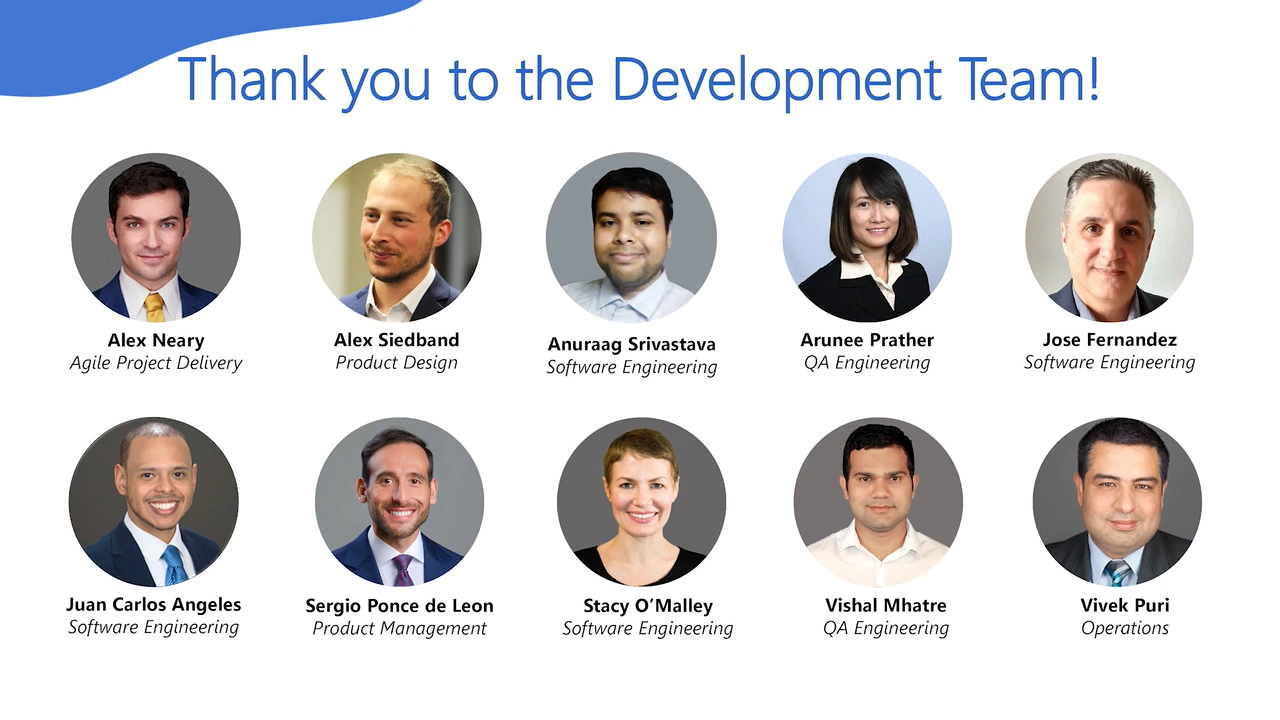 Thank you to the Development Team!
Alex Neary
Agile Project Delivery
Alex Siedband
Product Design
Anuraag Srivastava
Software Engineering
Arunee Prather
QA Engineering
Jose Fernandez
Software Engineering
Juan Carlos Angeles
Software Engineering
Sergio Ponce de Leon
Product Management
Stacy O’Malley
Software Engineering
Vishal Mhatre
QA Engineering
Vivek Puri
Operations